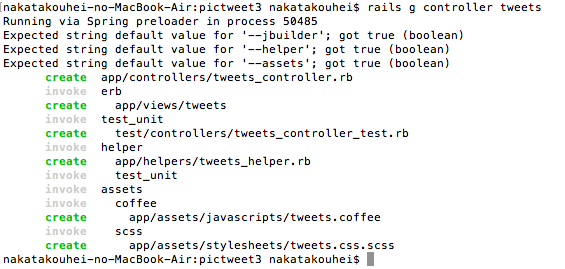 [nakatakouhei-no-MacBook-Air:pictweet3 nakatakouhei$ rails g controller tweets
Running via Spring preloader in process 50485
Expected string default value for '--jbuilder'; got true (boolean)
Expected string default value for '--helper'; got true (boolean)
Expected string default value for '--assets'; got true (boolean)
      create  app/controllers/tweets_controller.rb
      invoke  erb
      create    app/views/tweets
      invoke  test_unit
      create    test/controllers/tweets_controller_test.rb
      invoke  helper
      create    app/helpers/tweets_helper.rb
      invoke    test_unit
      invoke  assets
      invoke    coffee
      create      app/assets/javascripts/tweets.coffee
      invoke    scss
      create      app/assets/stylesheets/tweets.css.scss
nakatakouhei-no-MacBook-Air:pictweet3 nakatakouhei$